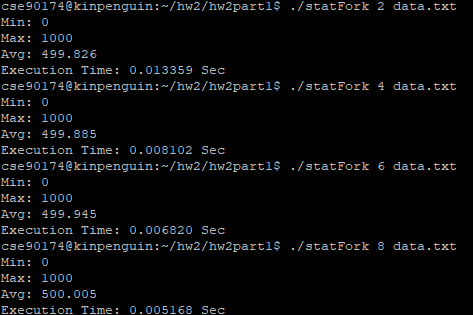 cse90174@kinpenguin:~/hw2/hw2part1$ ./statFork 2 data.txt
Min: 0
Max: 1000
Avg: 499.826
Execution Time: 0.013359 Sec
cse90174@kinpenguin:~/hw2/hw2part1$ ./statFork 4 data.txt
Min: 0
Max: 1000
Avg: 499.885
Execution Time: 0.008102 Sec
cse90174@kinpenguin:~/hw2/hw2part1$ ./statFork 6 data.txt
Min: 0
Max: 1000
Avg: 499.945
Execution Time: 0.006820 Sec
cse90174@kinpenguin:~/hw2/hw2part1$ ./statFork 8 data.txt
Min: 0
Max: 1000
Avg: 500.005
Execution Time: 0.005168 Sec